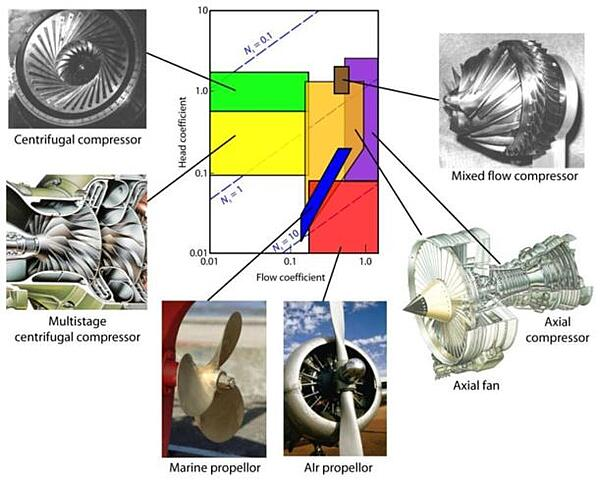 10
1.0
0.1
0.01
0.01
0.1
1.0
Head coefficient
Flow coefficient
Ns = 0.1
Ns = 1
Ns = 10
Centrifugal compressor
Mixed flow compressor
Multistage
centrifugal compressor
Axial
compressor
Axial fan
Marine propellor
AIr propellor